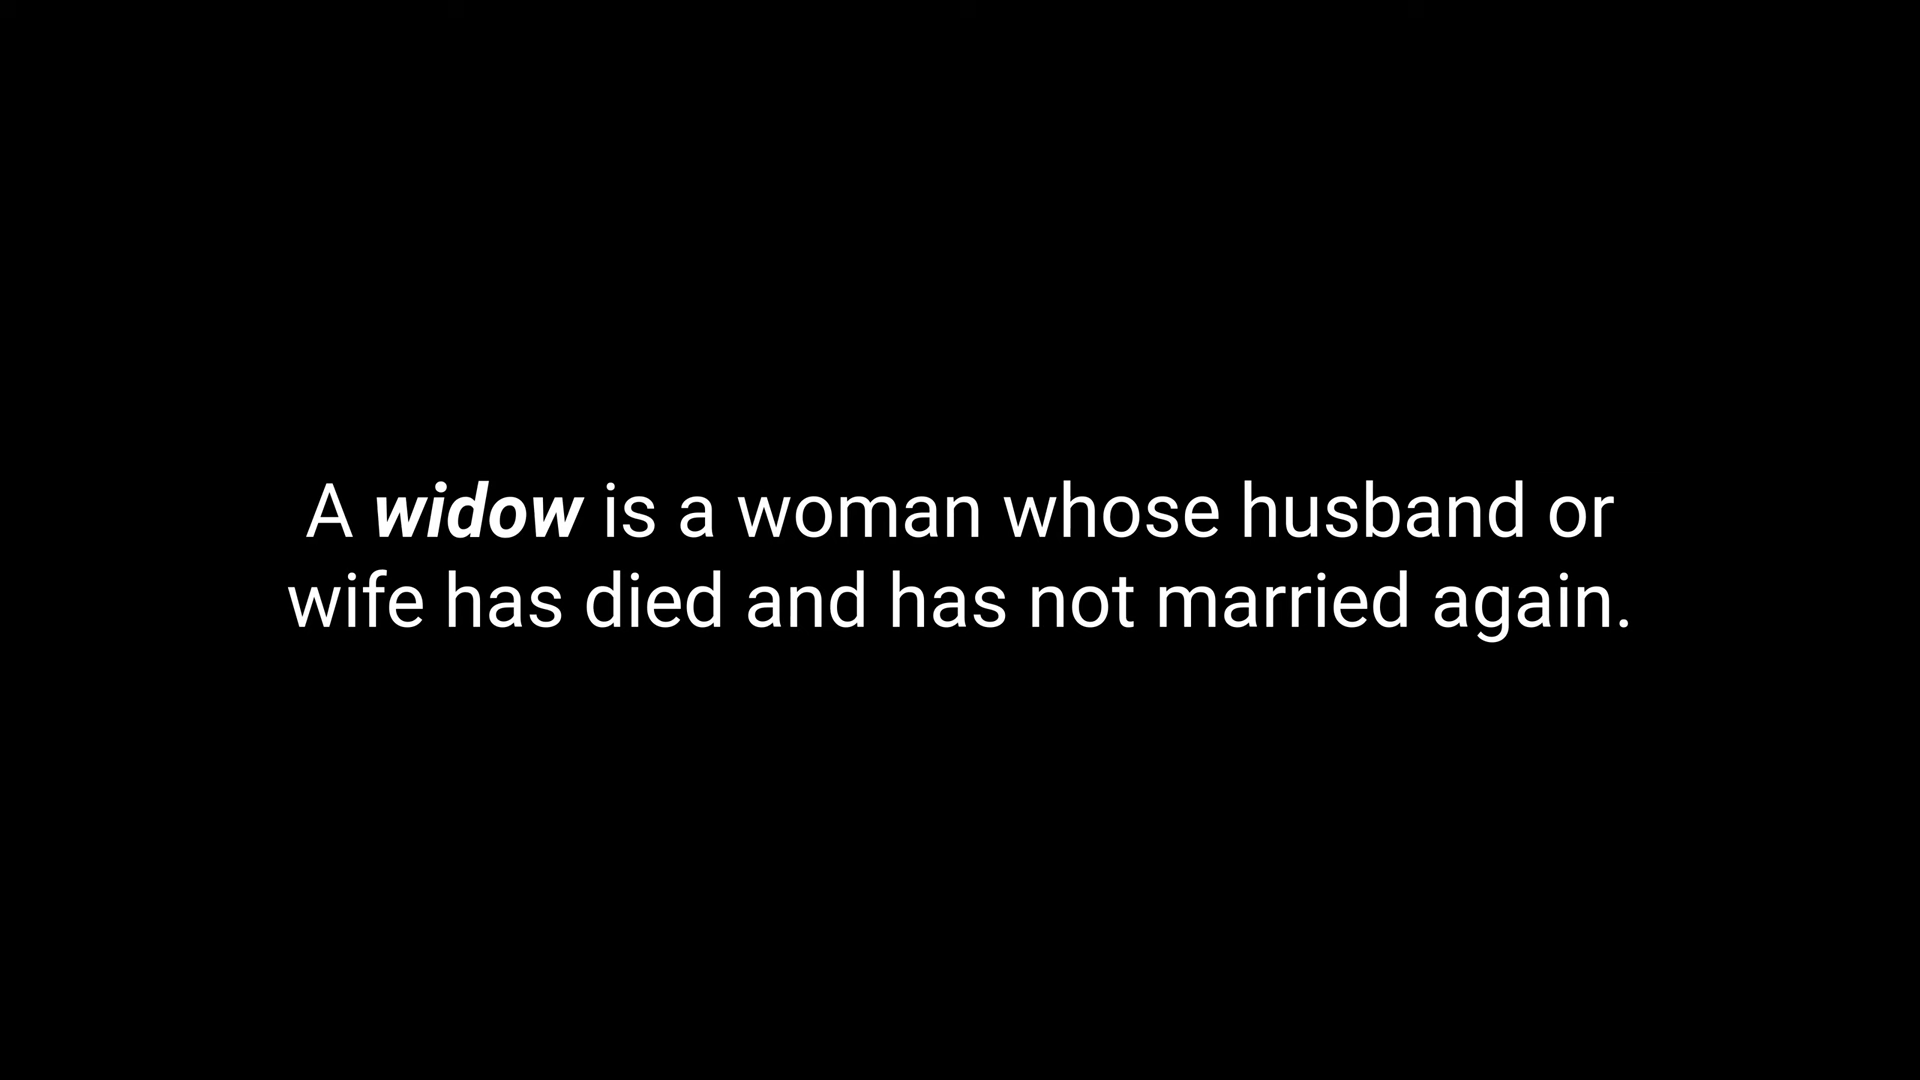 A widow is a woman whose husband or
wife has died and has not married again.